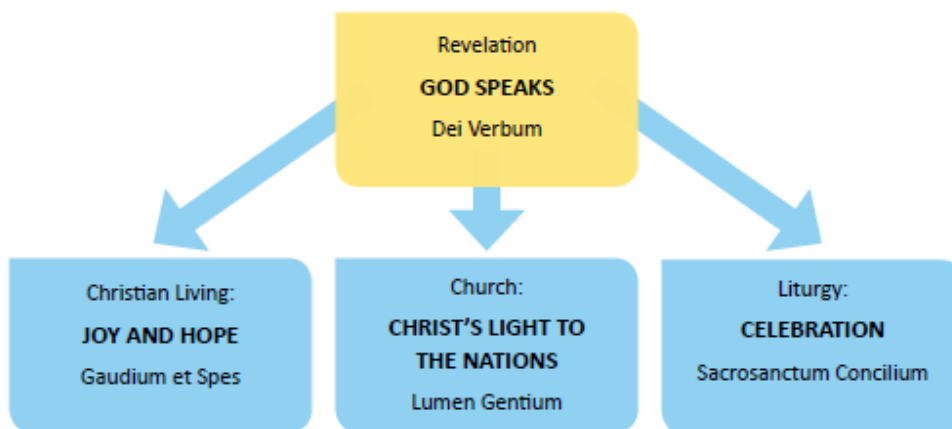 Revelation
GOD SPEAKS
Dei Verbum
Christian Living:
JOY AND HOPE
Gaudium et Spes
Church:
CHRIST'S LIGHT TO
THE NATIONS
Lumen Gentium
Liturgy:
CELEBRATION
Sacrosanctum Concilium